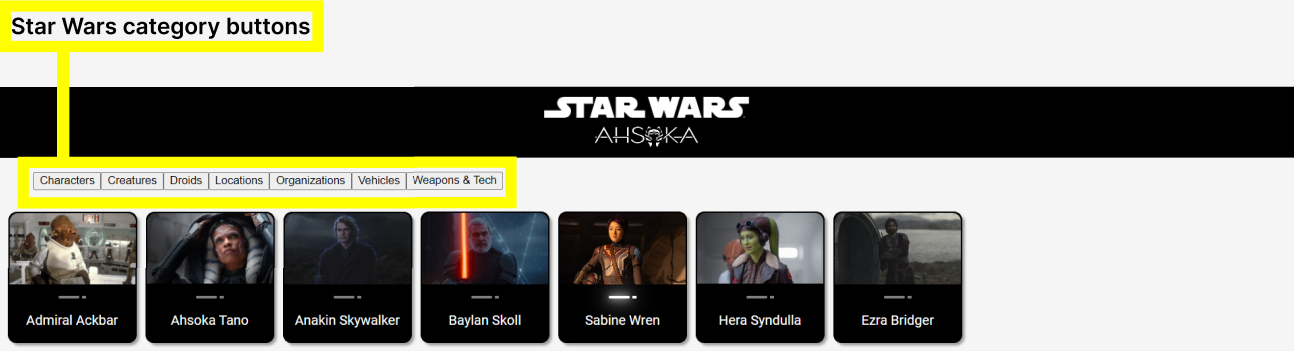 Star Wars category buttons
STAR WARS
AHSOKA
Characters Creatures Droids Locations Organizations Vehicles Weapons & Tech
Admiral Ackbar Ahsoka Tano Anakin Skywalker Baylan Skoll Sabine Wren Hera Syndulla Ezra Bridger